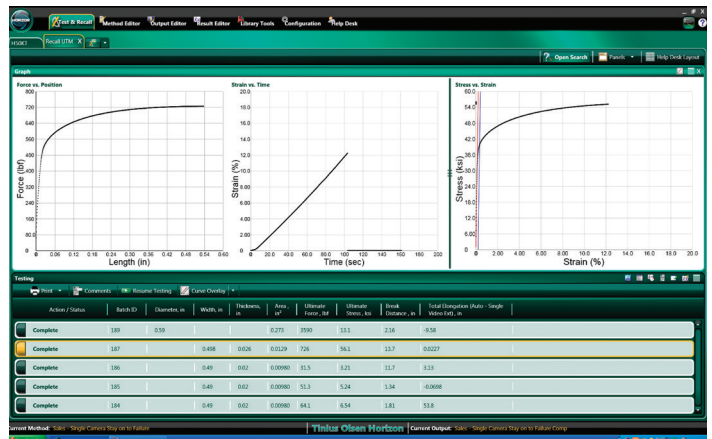 HORIZON
Test & Recall Method Editor Output Editor Result Editor Library Tools Configuration Help Desk
H50KT Recall UTM X
? Open Search Panels Help Desk Layout
Graph
Force vs. Position
800
720
640
560
480
400
320
240
160
80.0
0
0 0.06 0.12 0.18 0.24 0.30 0.36 0.42 0.48 0.54 0.60
Force (lbf)
Length (in)
Strain vs. Time
20.0
18.0
16.0
14.0
12.0
10.0
8.00
6.00
4.00
2.00
0
0 20.0 40.0 60.0 80.0 100 120 140 160 180 200
Strain (%)
Time (sec)
Stress vs. Strain
60.0
54.0
48.0
42.0
36.0
30.0
24.0
18.0
12.0
6.00
0
0 2.00 4.00 6.00 8.00 10.0 12.0 14.0 16.0 18.0 20.0
Stress (ksi)
Strain (%)
Testing
Print Comments Resume Testing Curve Overlay
Action / Status Batch ID Diameter, in Width, in Thickness, in Area, in² Ultimate Force, lbf Ultimate Stress, ksi Break Distance, in Total Elongation (Auto - Single Video Ext), in
Complete 189 0.59 0.273 3590 13.1 2.16 -9.58
Complete 187 0.498 0.026 0.0129 726 56.1 13.7 0.0227
Complete 186 0.49 0.02 0.00980 31.5 3.21 11.7 3.13
Complete 185 0.49 0.02 0.00980 51.3 5.24 1.34 -0.0698
Complete 184 0.49 0.02 0.00980 64.1 6.54 1.81 53.8
Current Method: Sales - Single Camera Stay on to Failure Tinius Olsen Horizon Current Output: Sales - Single Camera Stay on to Failure Comp